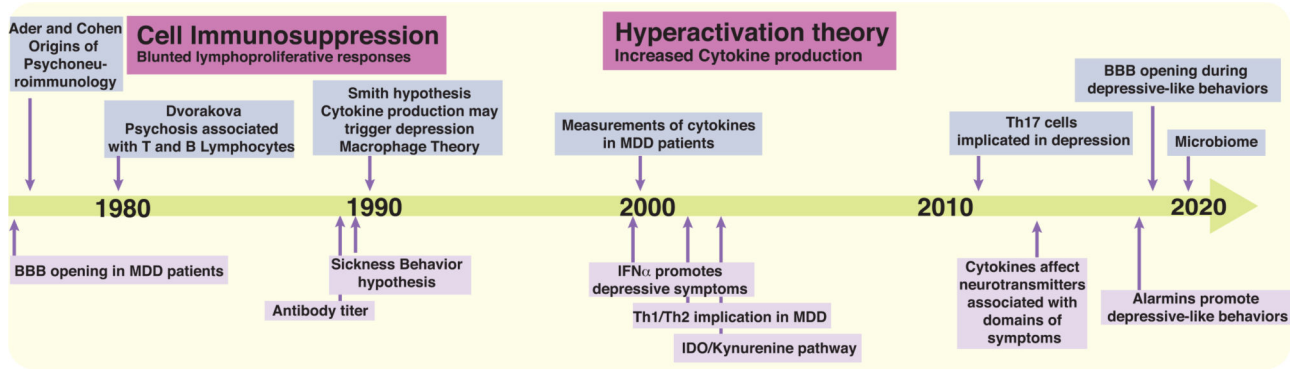 Ader and Cohen
Origins of
Psychoneu-
roimmunology
Cell Immunosuppression
Blunted lymphoproliferative responses
Hyperactivation theory
Increased Cytokine production
Dvorakova
Psychosis associated
with T and B Lymphocytes
Smith hypothesis
Cytokine production may
trigger depression
Macrophage Theory
Measurements of cytokines
in MDD patients
Th17 cells
implicated in depression
BBB opening during
depressive-like behaviors
Microbiome
1980
1990
2000
2010
2020
BBB opening in MDD patients
Antibody titer
Sickness Behavior
hypothesis
IFNα promotes
depressive symptoms
Th1/Th2 implication in MDD
IDO/Kynurenine pathway
Cytokines affect
neurotransmitters
associated with
domains of
symptoms
Alarmins promote
depressive-like behaviors